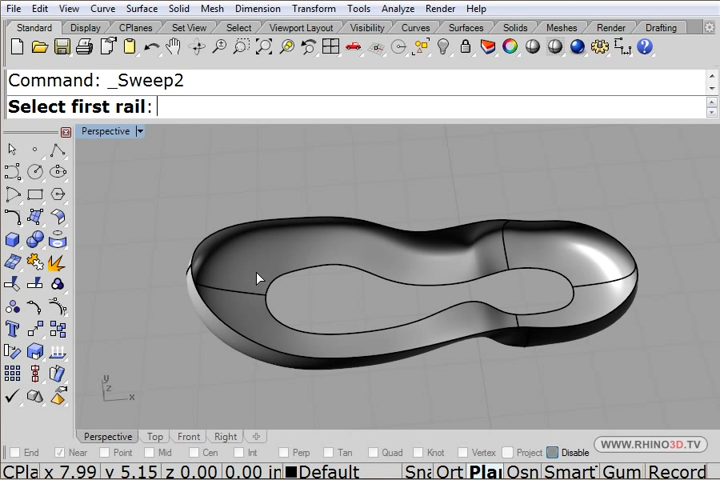 File Edit View Curve Surface Solid Mesh Dimension Transform Tools Analyze Render Help
Standard Display CPlanes Set View Select Viewport Layout Visibility Curves Surfaces Solids Meshes Render Drafting
Command: _Sweep2
Select first rail:
Perspective
y
z
x
Perspective Top Front Right
End Near Point Mid Cen Int Perp Tan Quad Knot Vertex Project Disable
WWW.RHINO3D.TV
CPla x 7.99 y 5.15 z 0.00 0.00 in Default Sna Ort Pla Osn Smart Gum Record